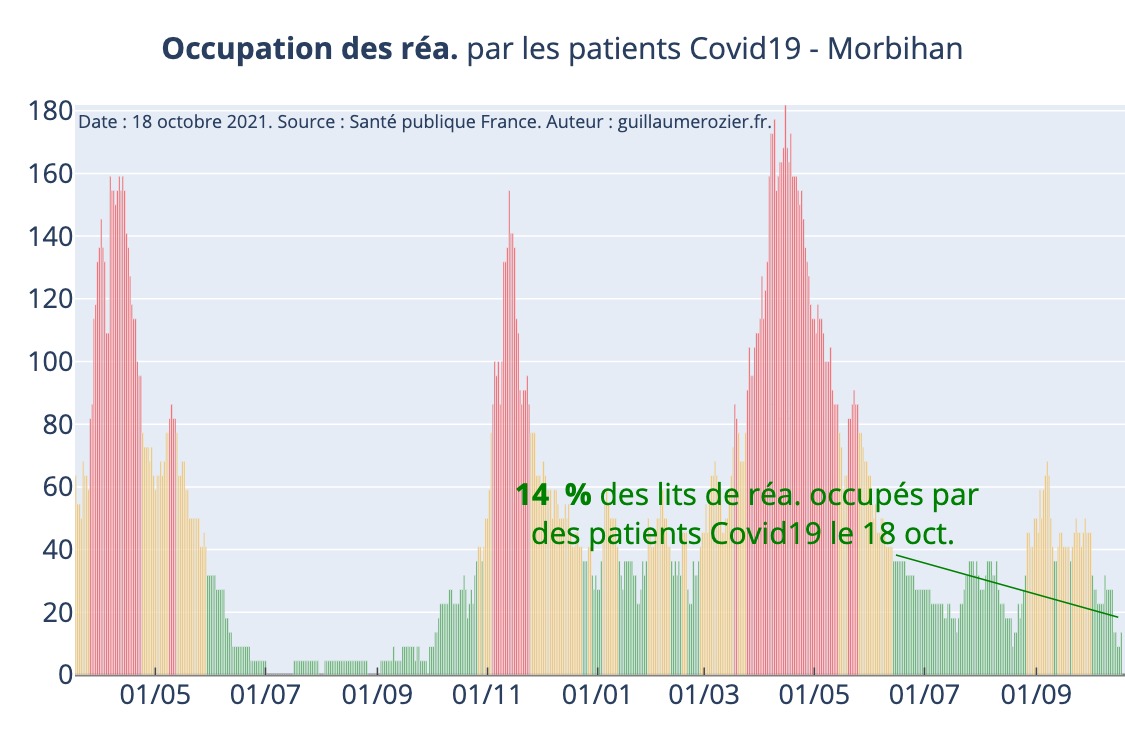 Occupation des réa. par les patients Covid19 - Morbihan
180
Date : 18 octobre 2021. Source : Santé publique France. Auteur : guillaumerozier.fr.
160
140
120
100
80
60
14 % des lits de réa. occupés par
des patients Covid19 le 18 oct.
40
20
0
01/05 01/07 01/09 01/11 01/01 01/03 01/05 01/07 01/09